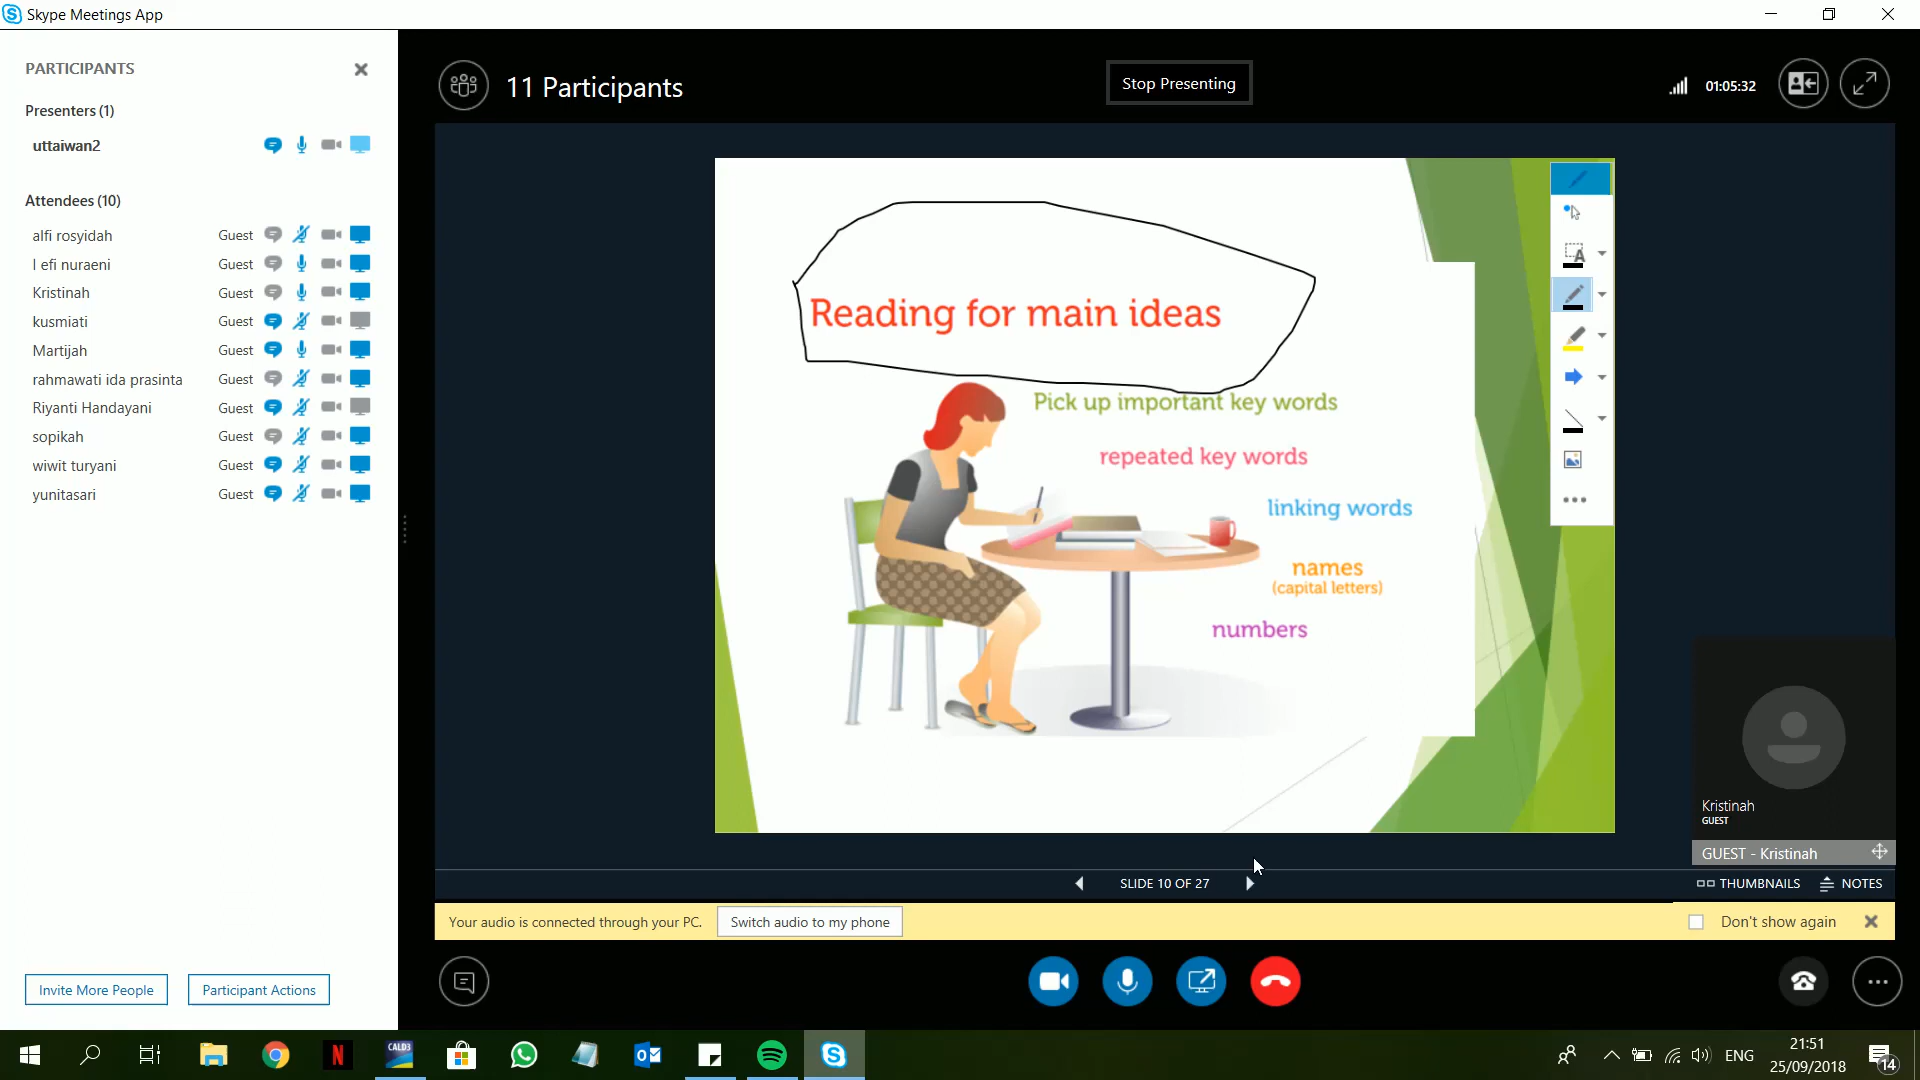 Skype Meetings App
PARTICIPANTS
Presenters (1)
uttaiwan2
Attendees (10)
alfi rosyidah Guest
I efi nuraeni Guest
Kristinah Guest
kusmiati Guest
Martijah Guest
rahmawati ida prasinta Guest
Riyanti Handayani Guest
sopikah Guest
wiwit turyani Guest
yunitasari Guest
Invite More People
Participant Actions
11 Participants
Stop Presenting
01:05:32
Reading for main ideas
Pick up important key words
repeated key words
linking words
names
(capital letters)
numbers
A
Kristinah
GUEST
GUEST - Kristinah
SLIDE 10 OF 27
THUMBNAILS
NOTES
Your audio is connected through your PC.
Switch audio to my phone
Don't show again
N
CALD3
ENG
21:51
25/09/2018
14